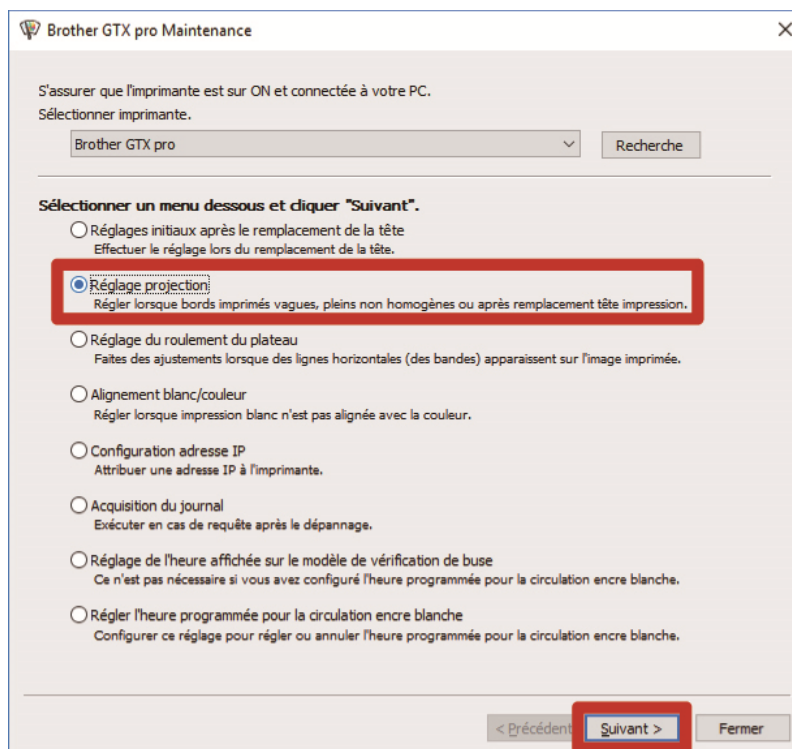 Brother GTX pro Maintenance
S'assurer que l'imprimante est sur ON et connectée à votre PC.
Sélectionner imprimante.
Brother GTX pro
Recherche
Sélectionner un menu dessous et cliquer "Suivant".
Réglages initiaux après le remplacement de la tête
Effectuer le réglage lors du remplacement de la tête.
Réglage projection
Régler lorsque bords imprimés vagues, pleins non homogènes ou après remplacement tête impression.
Réglage du roulement du plateau
Faites des ajustements lorsque des lignes horizontales (des bandes) apparaissent sur l'image imprimée.
Alignement blanc/couleur
Régler lorsque impression blanc n'est pas alignée avec la couleur.
Configuration adresse IP
Attribuer une adresse IP à l'imprimante.
Acquisition du journal
Exécuter en cas de requête après le dépannage.
Réglage de l'heure affichée sur le modèle de vérification de buse
Ce n'est pas nécessaire si vous avez configuré l'heure programmée pour la circulation encre blanche.
Régler l'heure programmée pour la circulation encre blanche
Configurer ce réglage pour régler ou annuler l'heure programmée pour la circulation encre blanche.
< Précédent
Suivant >
Fermer